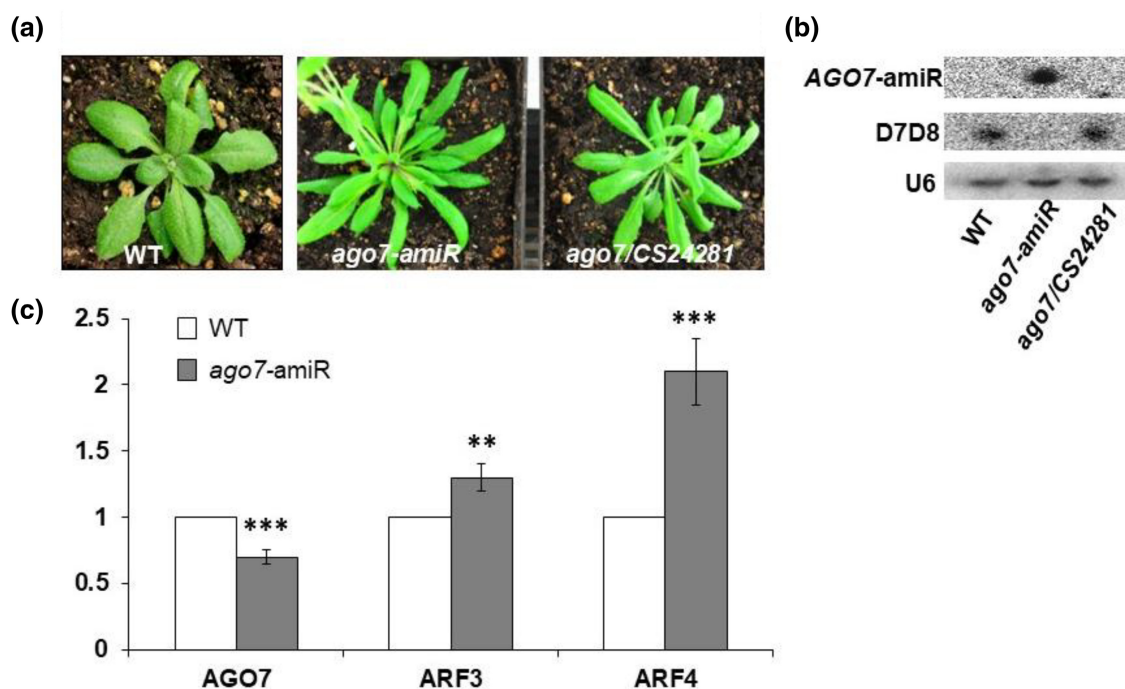 (a)
WT
ago7-amiR
ago7/CS24281
(b)
AGO7-amiR
D7D8
U6
WT
ago7-amiR
ago7/CS24281
(c)
2.5
2
1.5
1
0.5
0
WT
ago7-amiR
***
**
***
AGO7
ARF3
ARF4